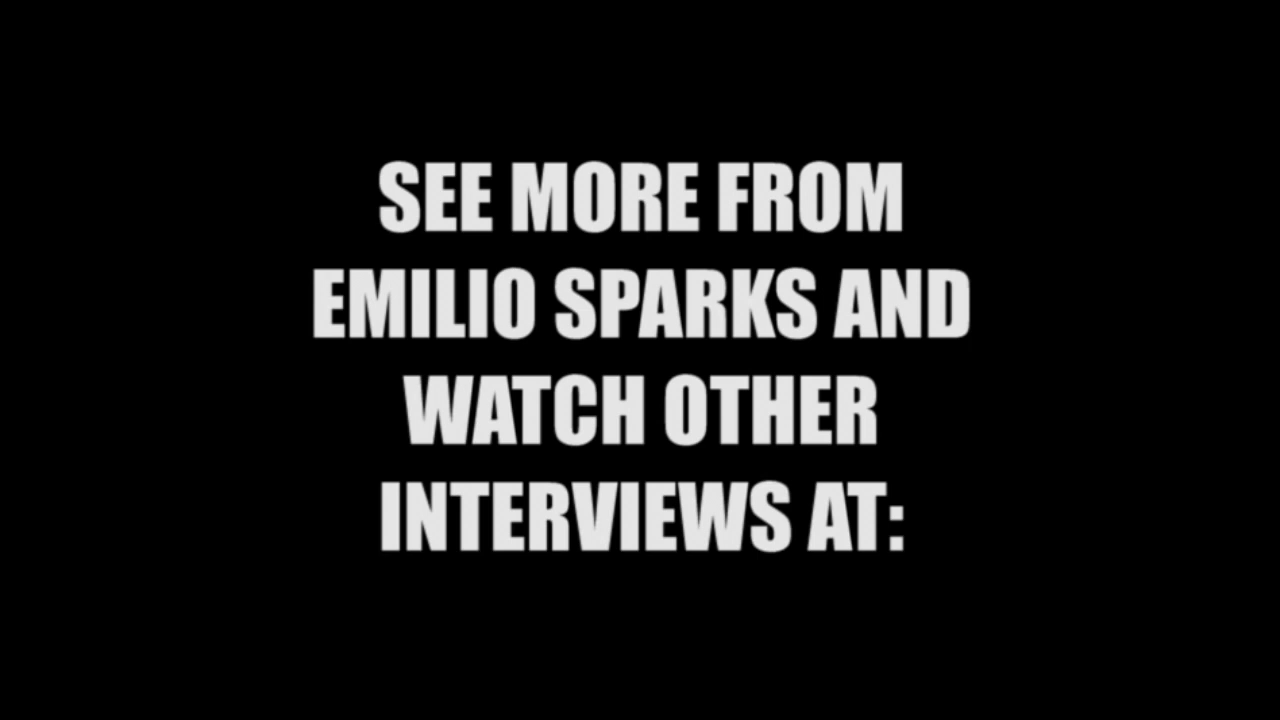 SEE MORE FROM
EMILIO SPARKS AND
WATCH OTHER
INTERVIEWS AT: